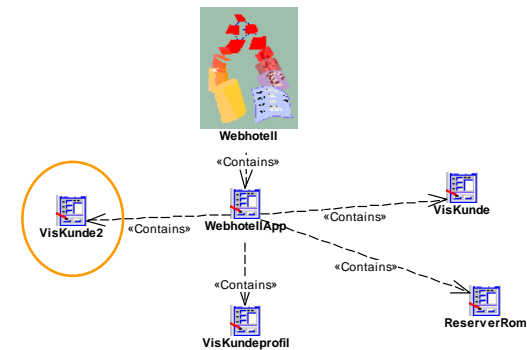 Webhotell
«Contains»
VisKunde
VisKunde2
«Contains»
WebhotellApp
«Contains»
«Contains»
«Contains»
ReserverRom
VisKundeprofil